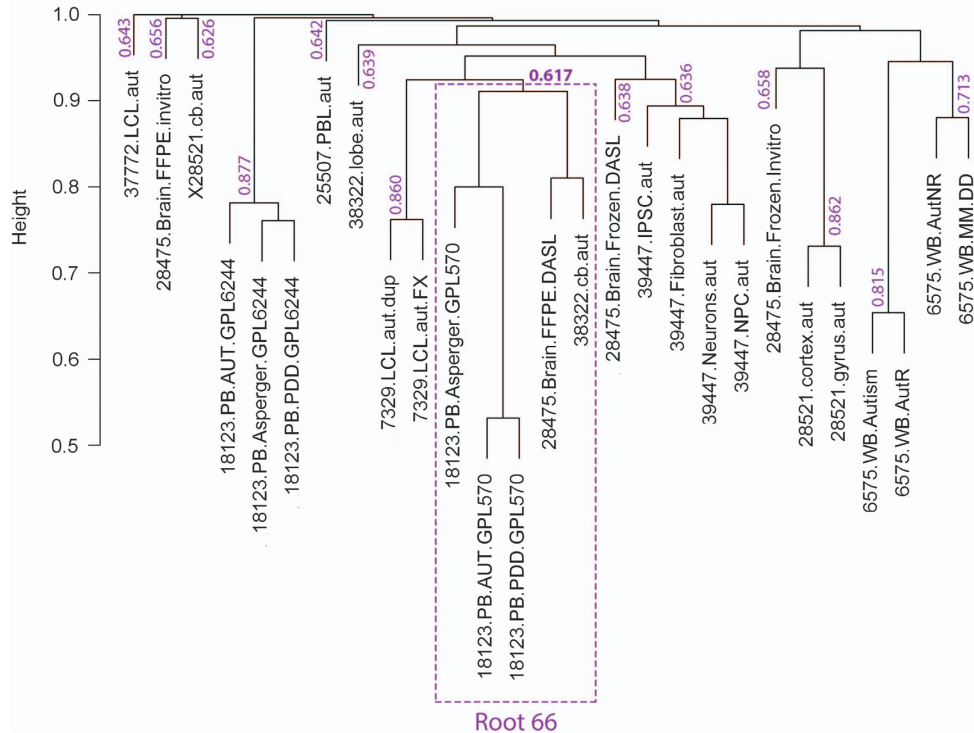 Height
1.0
0.9
0.8
0.7
0.6
0.5
0.643
37772.LCL.aut
0.656
28475.Brain.FFPE.invitro
0.626
X28521.cb.aut
0.877
18123.PB.AUT.GPL6244
18123.PB.Asperger.GPL6244
18123.PB.PDD.GPL6244
0.642
25507.PBL.aut
0.639
38322.lobe.aut
0.860
7329.LCL.aut.dup
7329.LCL.aut.FX
0.617
18123.PB.Asperger.GPL570
18123.PB.AUT.GPL570
18123.PB.PDD.GPL570
28475.Brain.FFPE.DASL
38322.cb.aut
0.638
28475.Brain.Frozen.DASL
0.636
39447.IPSC.aut
39447.Fibroblast.aut
39447.Neurons.aut
39447.NPC.aut
0.658
28475.Brain.Frozen.Invitro
0.862
28521.cortex.aut
28521.gyrus.aut
0.815
6575.WB.Autism
6575.WB.AutR
0.713
6575.WB.AutNR
6575.WB.MM.DD
Root 66